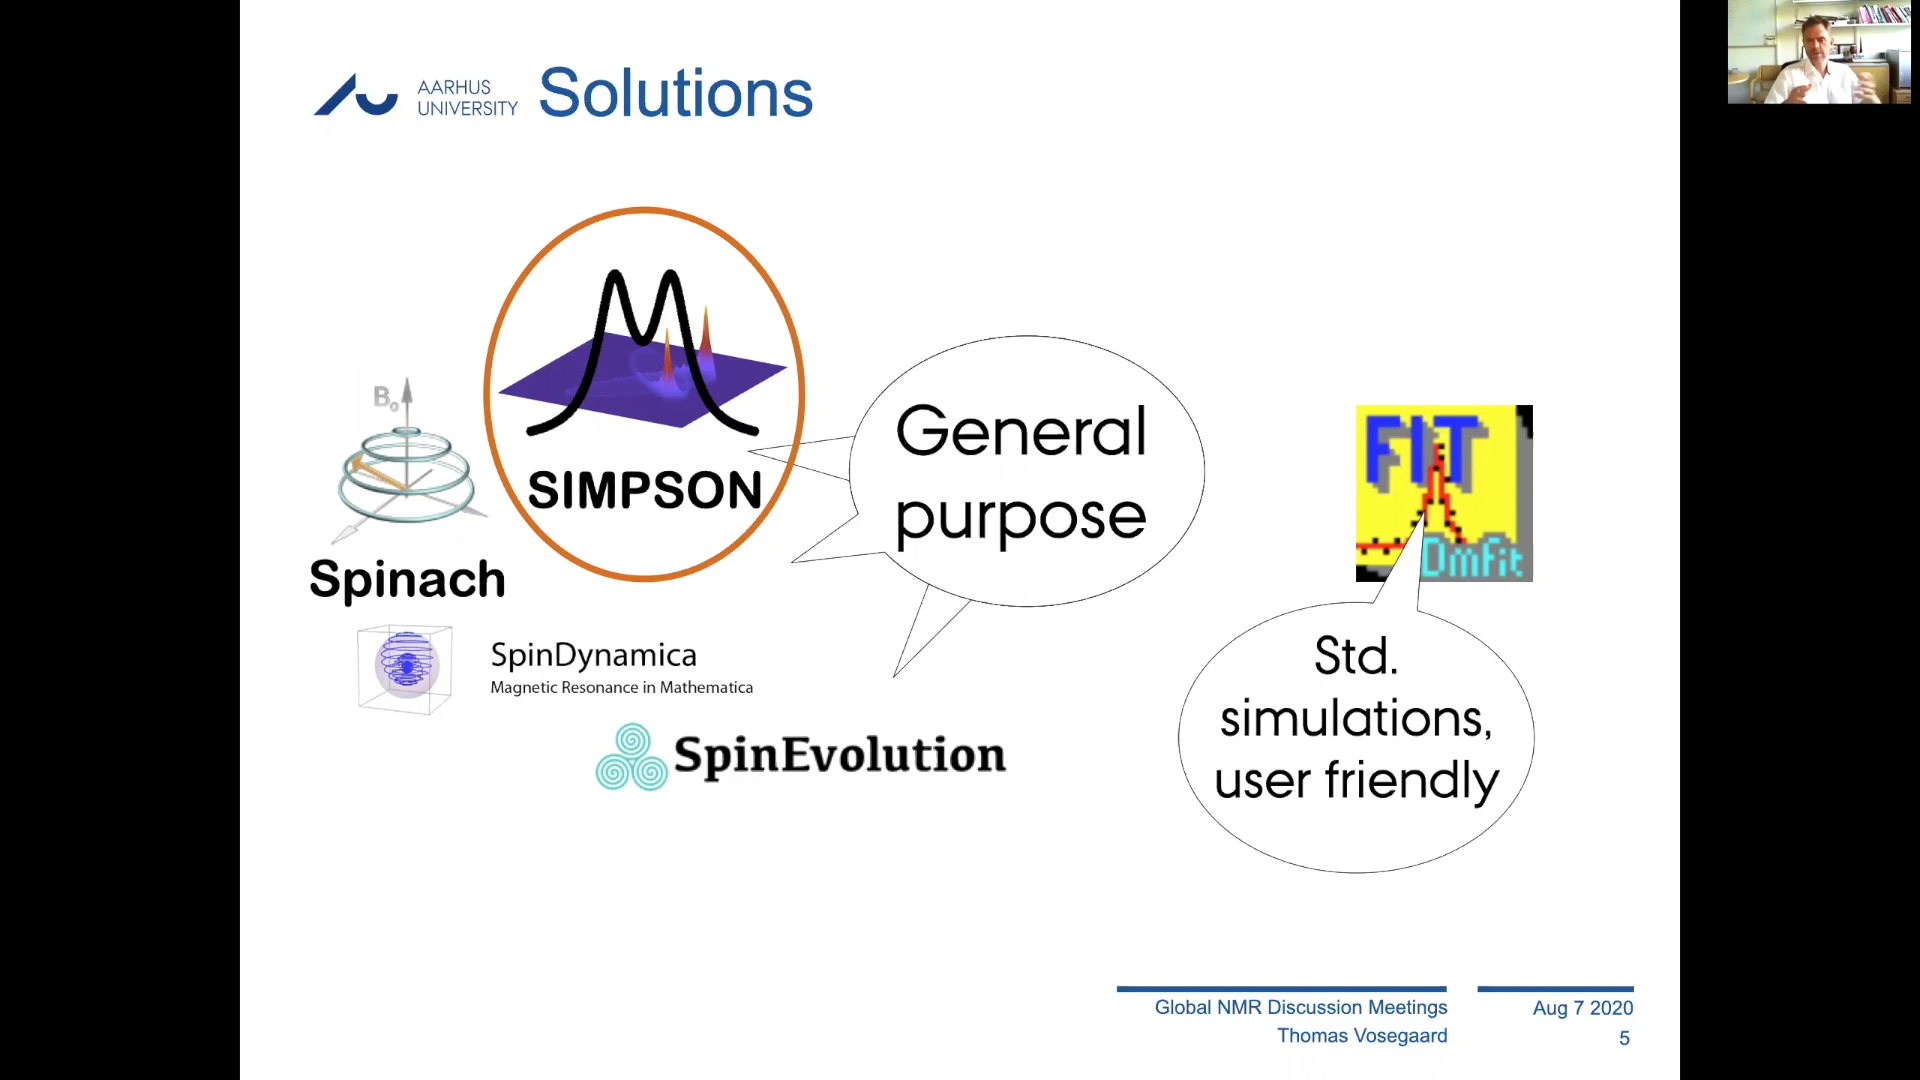 AARHUS
UNIVERSITY
Solutions
B₀
SIMPSON
General
purpose
FIT
Dmfit
Spinach
SpinDynamica
Magnetic Resonance in Mathematica
SpinEvolution
Std.
simulations,
user friendly
Global NMR Discussion Meetings
Thomas Vosegaard
Aug 7 2020
5